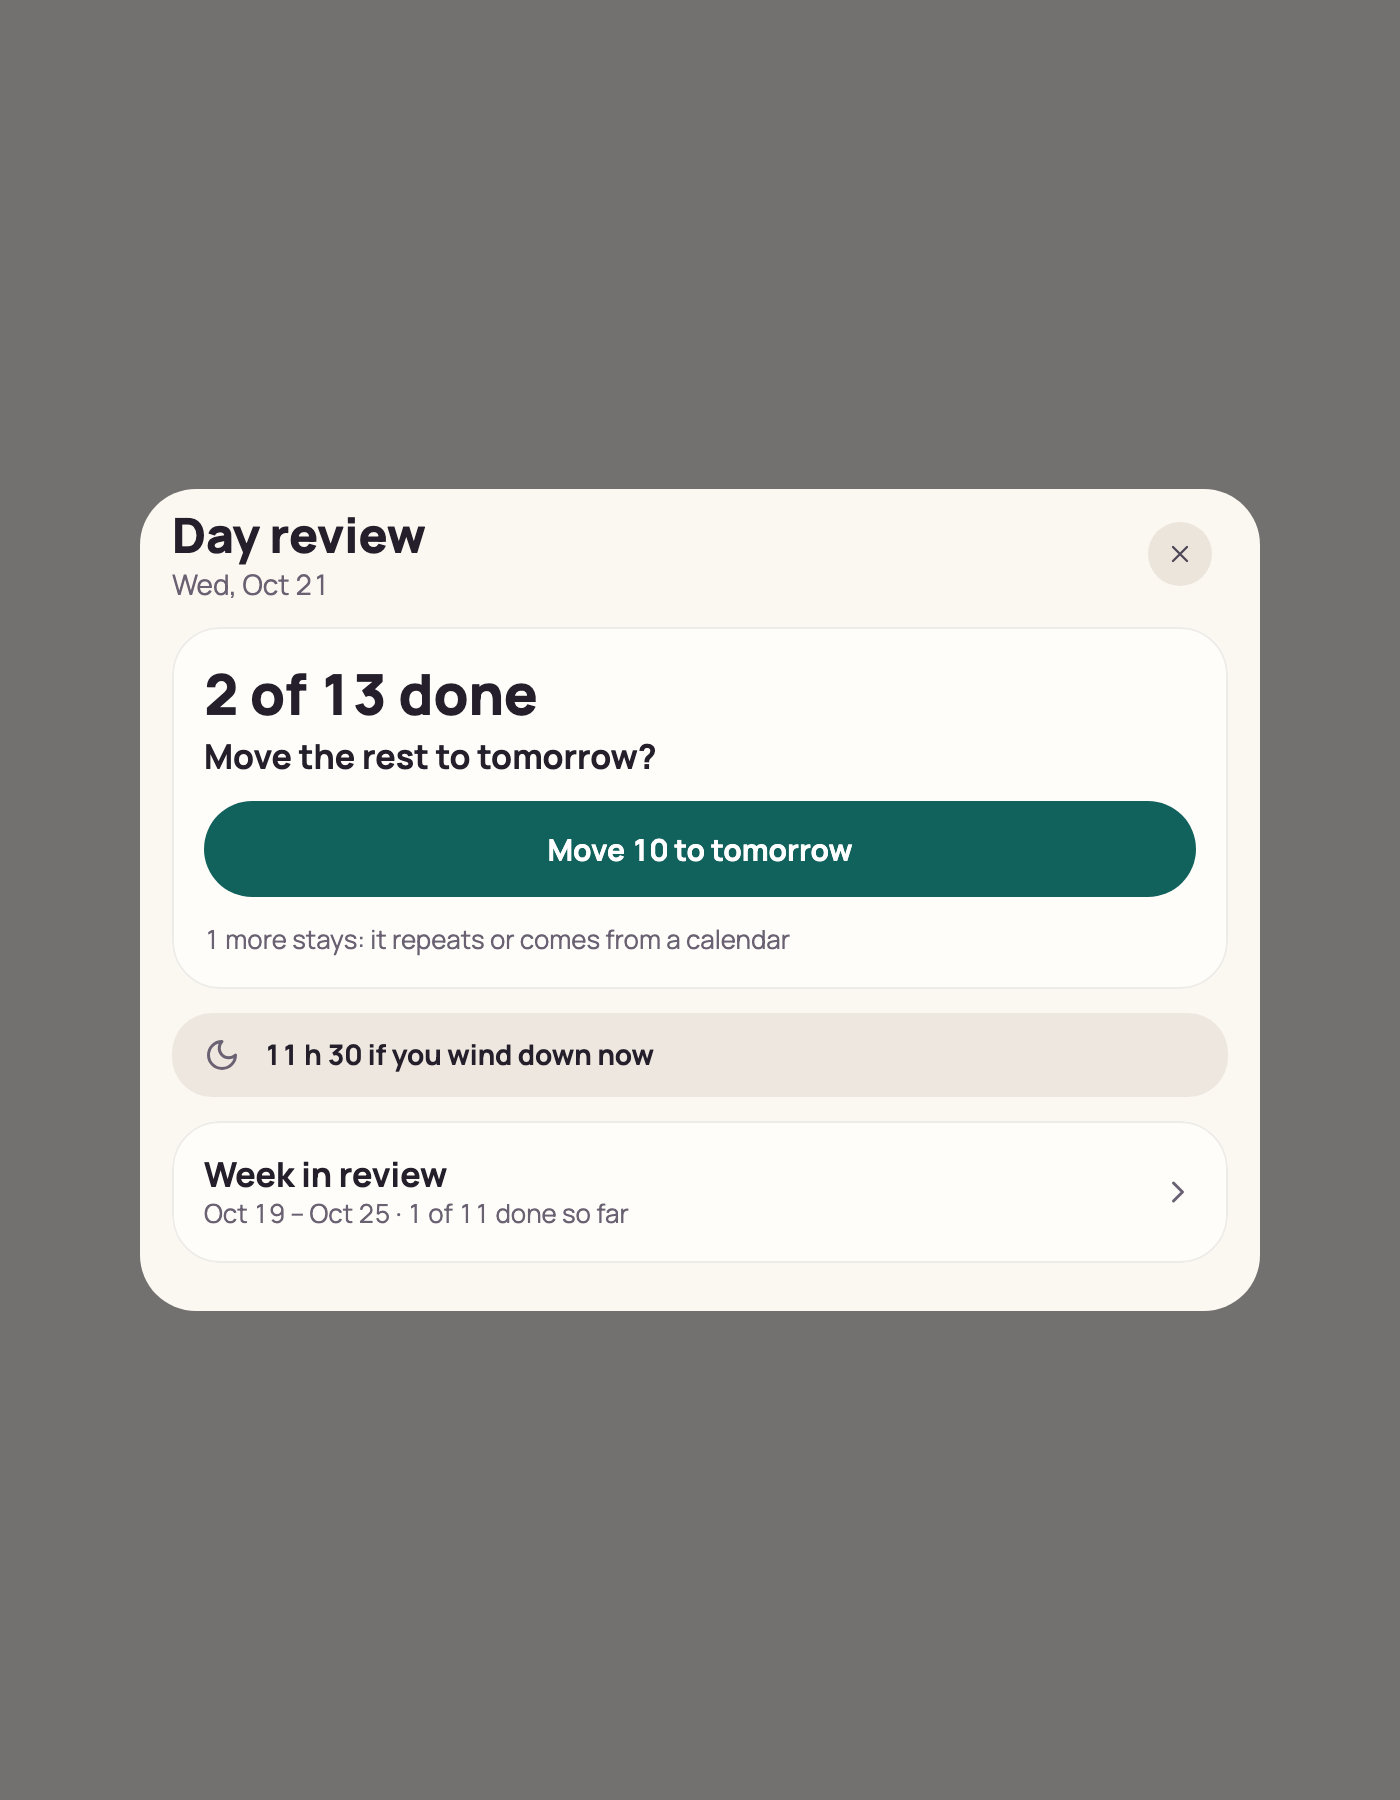 Day review
Wed, Oct 21
2 of 13 done
Move the rest to tomorrow?
Move 10 to tomorrow
1 more stays: it repeats or comes from a calendar
11 h 30 if you wind down now
Week in review
Oct 19 – Oct 25 · 1 of 11 done so far